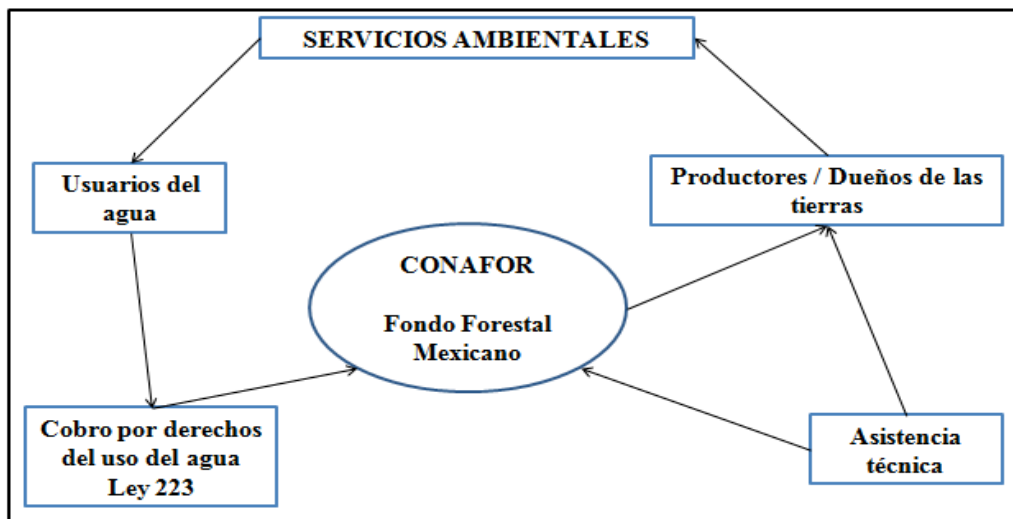 SERVICIOS AMBIENTALES
Usuarios del
agua
Productores / Dueños de las
tierras
CONAFOR
Fondo Forestal
Mexicano
Cobro por derechos
del uso del agua
Ley 223
Asistencia
técnica